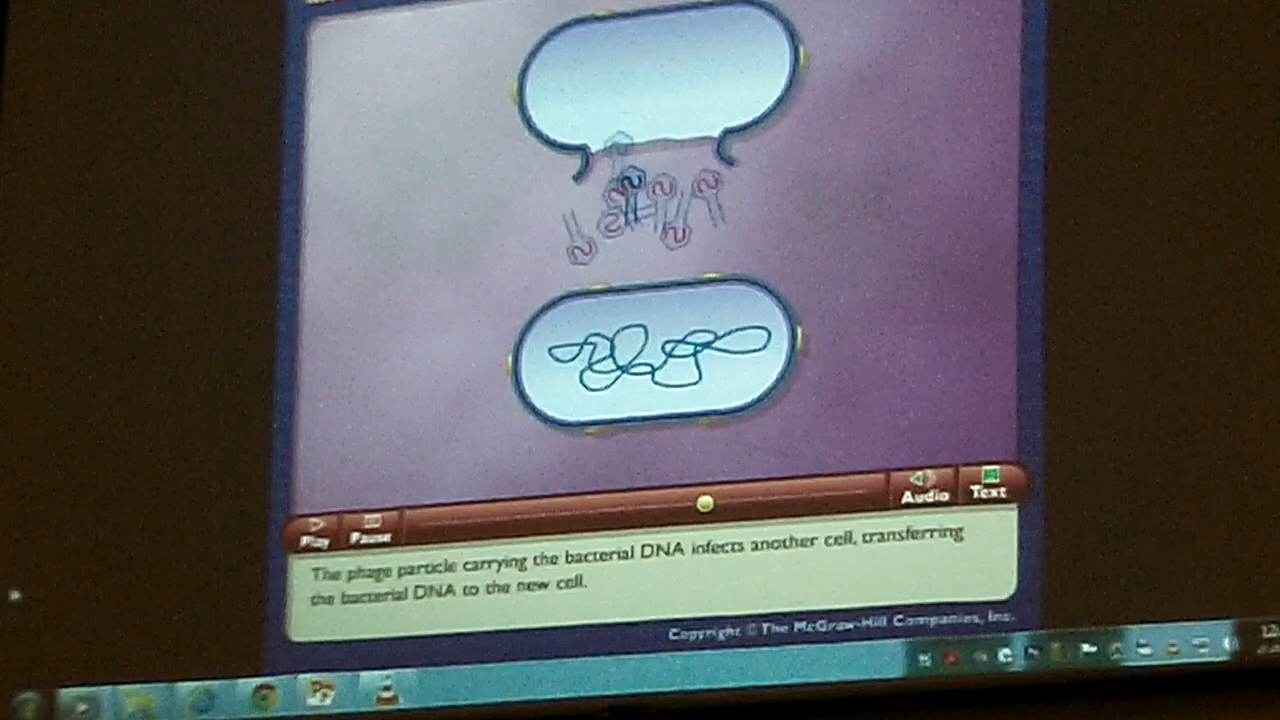 Play
Pause
Audio
Text
The phage particle carrying the bacterial DNA infects another cell, transferring
the bacterial DNA to the new cell.
Copyright © The McGraw-Hill Companies, Inc.